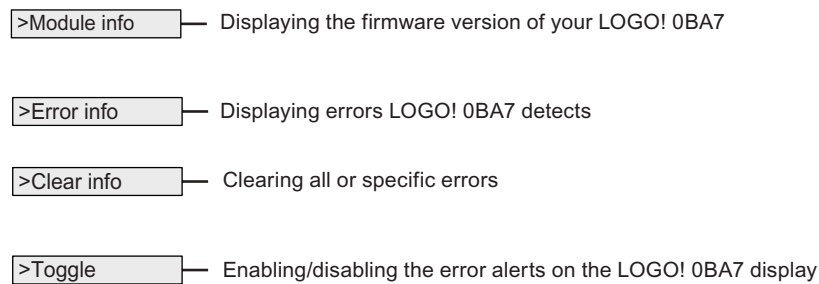 >Module info Displaying the firmware version of your LOGO! 0BA7
>Error info Displaying errors LOGO! 0BA7 detects
>Clear info Clearing all or specific errors
>Toggle Enabling/disabling the error alerts on the LOGO! 0BA7 display